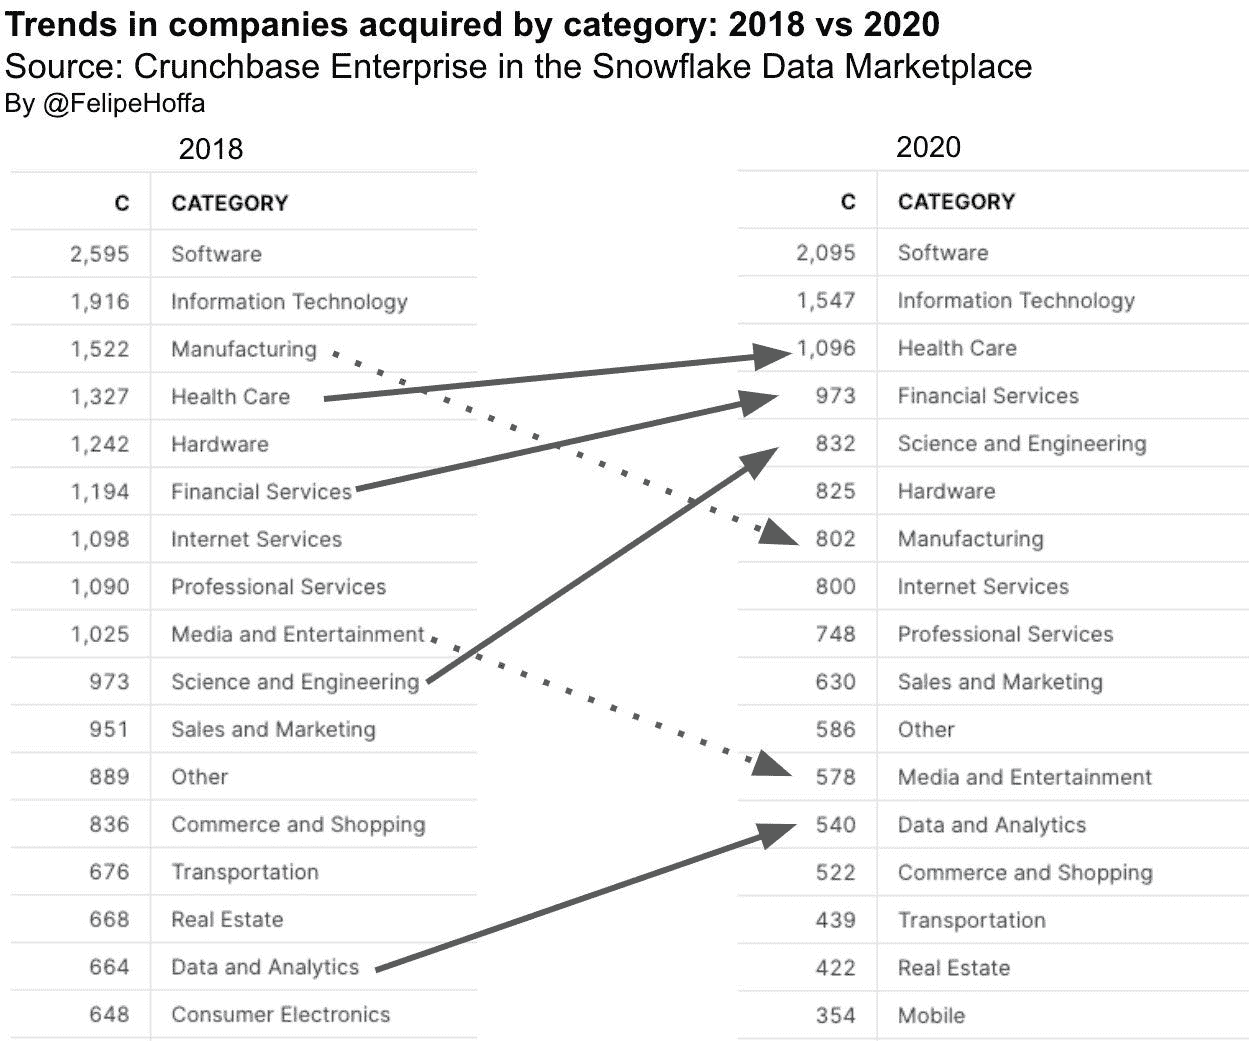 Trends in companies acquired by category: 2018 vs 2020
Source: Crunchbase Enterprise in the Snowflake Data Marketplace
By @FelipeHoffa
2018
C CATEGORY
2,595 Software
1,916 Information Technology
1,522 Manufacturing
1,327 Health Care
1,242 Hardware
1,194 Financial Services
1,098 Internet Services
1,090 Professional Services
1,025 Media and Entertainment
973 Science and Engineering
951 Sales and Marketing
889 Other
836 Commerce and Shopping
676 Transportation
668 Real Estate
664 Data and Analytics
648 Consumer Electronics
2020
C CATEGORY
2,095 Software
1,547 Information Technology
1,096 Health Care
973 Financial Services
832 Science and Engineering
825 Hardware
802 Manufacturing
800 Internet Services
748 Professional Services
630 Sales and Marketing
586 Other
578 Media and Entertainment
540 Data and Analytics
522 Commerce and Shopping
439 Transportation
422 Real Estate
354 Mobile